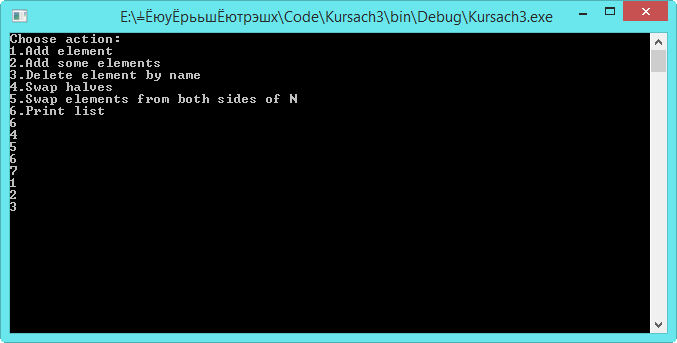 E:\╧ЁюуЁрььшЁютрэшх\Code\Kursach3\bin\Debug\Kursach3.exe
Choose action:
1.Add element
2.Add some elements
3.Delete element by name
4.Swap halves
5.Swap elements from both sides of N
6.Print list
6
4
5
6
7
1
2
3